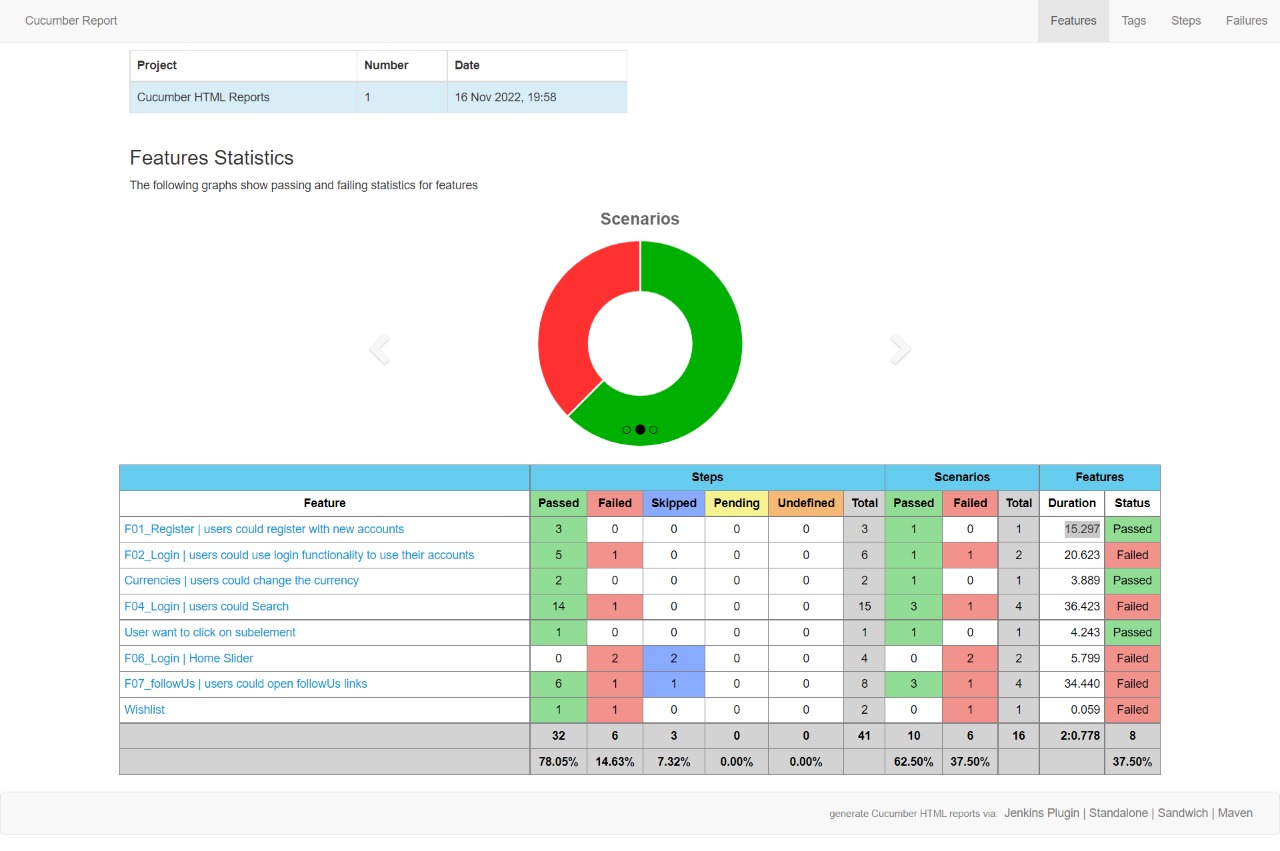 Cucumber Report Features Tags Steps Failures
Project Number Date
Cucumber HTML Reports 1 16 Nov 2022, 19:58
Features Statistics
The following graphs show passing and failing statistics for features
Scenarios
Steps Scenarios Features
Feature Passed Failed Skipped Pending Undefined Total Passed Failed Total Duration Status
F01_Register | users could register with new accounts 3 0 0 0 0 3 1 0 1 15.297 Passed
F02_Login | users could use login functionality to use their accounts 5 1 0 0 0 6 1 1 2 20.623 Failed
Currencies | users could change the currency 2 0 0 0 0 2 1 0 1 3.889 Passed
F04_Login | users could Search 14 1 0 0 0 15 3 1 4 36.423 Failed
User want to click on subelement 1 0 0 0 0 1 1 0 1 4.243 Passed
F06_Login | Home Slider 0 2 2 0 0 4 0 2 2 5.799 Failed
F07_followUs | users could open followUs links 6 1 1 0 0 8 3 1 4 34.440 Failed
Wishlist 1 1 0 0 0 2 0 1 1 0.059 Failed
32 6 3 0 0 41 10 6 16 2:0.778 8
78.05% 14.63% 7.32% 0.00% 0.00% 62.50% 37.50% 37.50%
generate Cucumber HTML reports via: Jenkins Plugin | Standalone | Sandwich | Maven